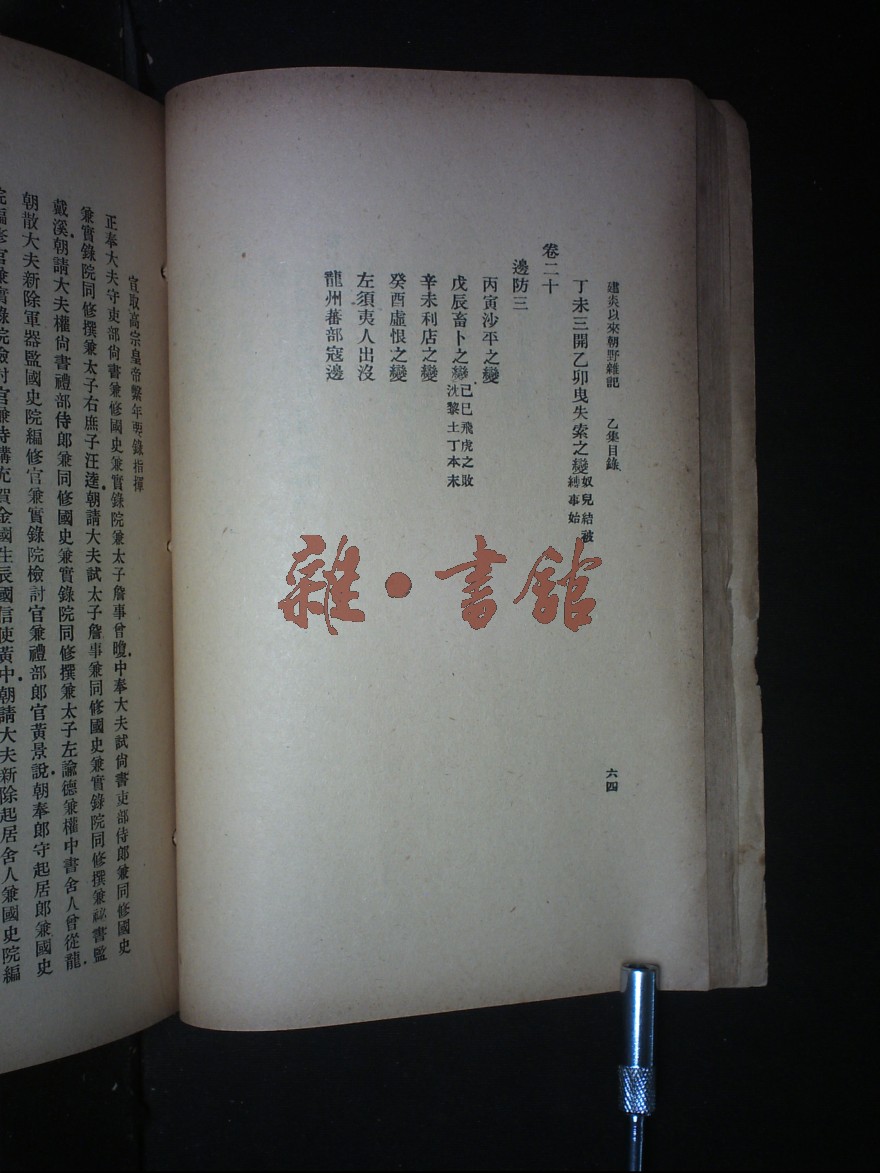 建炎以來朝野雜記　乙集目錄
六四
丁未三開乙卯曳失索之變奴兒結被縛事始
卷二十
邊防三
丙寅沙平之變
戊辰畜卜之變己巳飛虎之敗沈黎土丁本末
辛未利店之變
癸酉虛恨之變
左須夷人出沒
龍州蕃部寇邊
雜·書館
宣取高宗皇帝繫年要錄指揮
正奉大夫守吏部尙書兼修國史兼實錄院兼太子詹事曾㬇.中奉大夫試尙書吏部侍郎兼同修國史
兼實錄院同修撰兼太子右庶子汪逵.朝請大夫試太子詹事兼同修國史兼實錄院同修撰兼祕書監
戴溪.朝請大夫權尙書禮部侍郎兼同修國史兼實錄院同修撰兼太子左諭德兼權中書舍人曾從龍.
朝散大夫新除軍器監國史院編修官兼實錄院檢討官兼禮部郎官黃景說.朝奉郎守起居郎兼國史
院編修官兼實錄院檢討官兼侍講充賀金國生辰國信使黃中.朝請大夫新除起居舍人兼國史院編